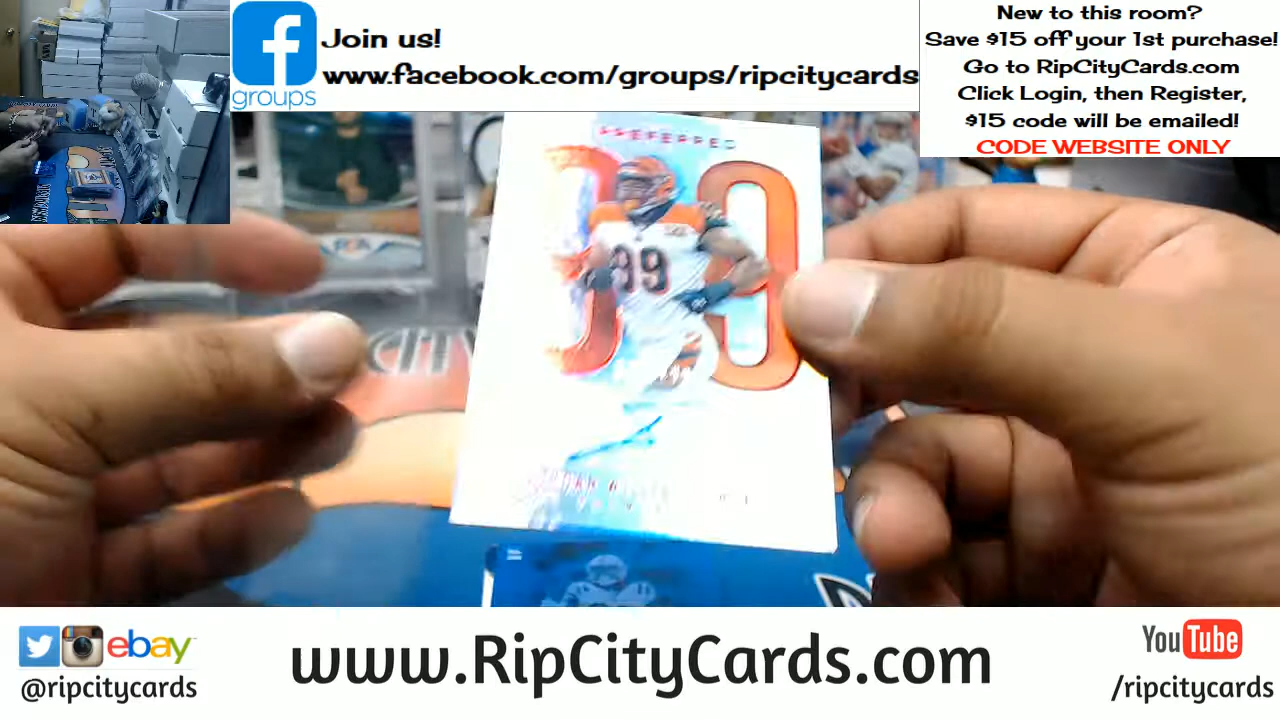 Join us!
www.facebook.com/groups/ripcitycards
groups
New to this room?
Save $15 off your 1st purchase!
Go to RipCityCards.com
Click Login, then Register,
$15 code will be emailed!
CODE WEBSITE ONLY
PREFERRED
99
ebay
@ripcitycards
www.RipCityCards.com
YouTube
/ripcitycards